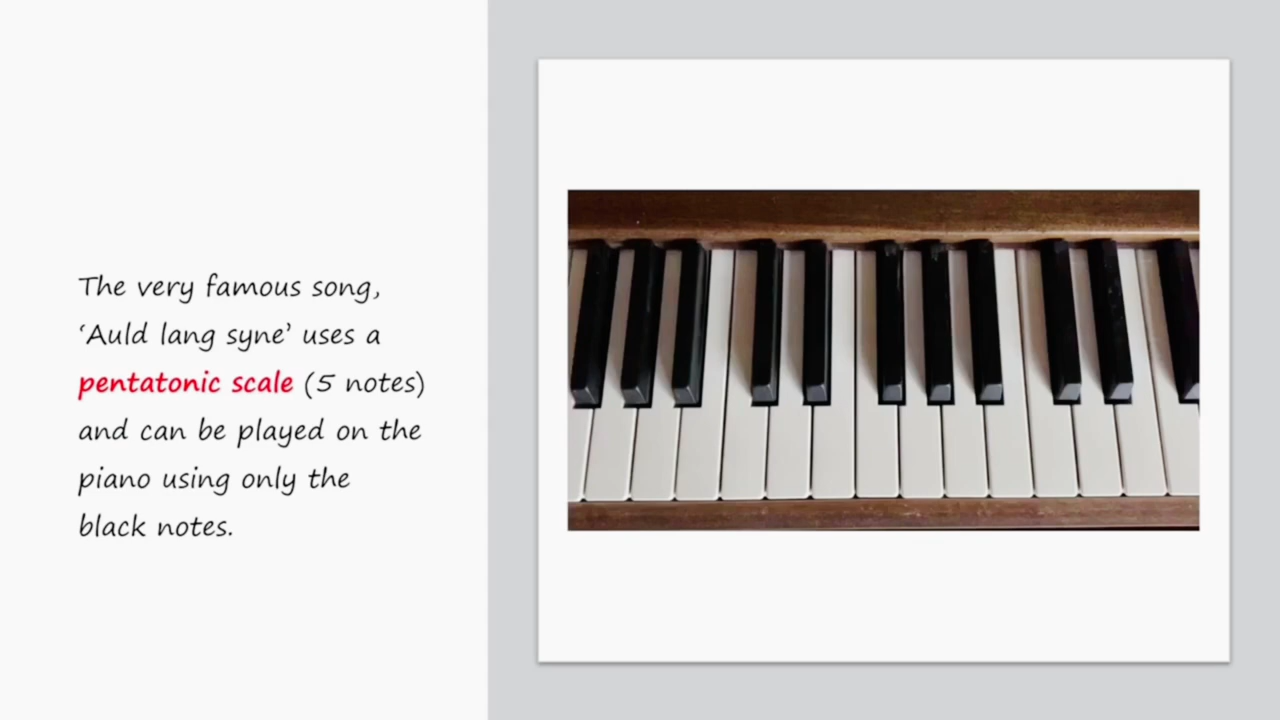 The very famous song,
‘Auld lang syne’ uses a
pentatonic scale (5 notes)
and can be played on the
piano using only the
black notes.